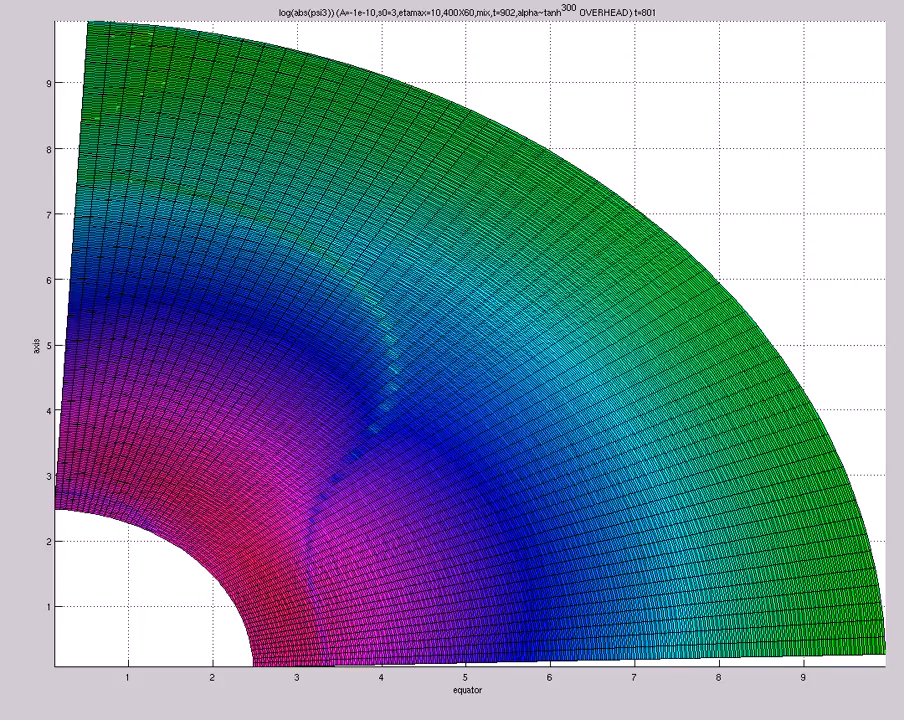 log(abs(psi3)) (A=-1e-10,s0=3,etamax=10,400X60,mix,t=902,alpha~tanh300 OVERHEAD) t=801
9
8
7
6
5
4
3
2
1
axis
1 2 3 4 5 6 7 8 9
equator